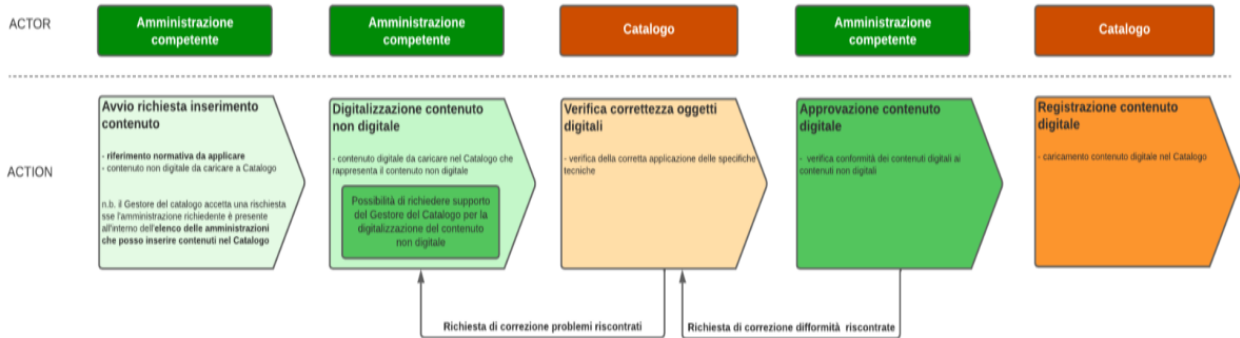 ACTOR
Amministrazione
competente
Amministrazione
competente
Catalogo
Amministrazione
competente
Catalogo
ACTION
Avvio richiesta inserimento
contenuto
- riferimento normativa da applicare
- contenuto non digitale da caricare a Catalogo
n.b. il Gestore del catalogo accetta una rischiesta
sse l'amministrazione richiedente è presente
all'interno dell'elenco delle amministrazioni
che posso inserire contenuti nel Catalogo
Digitalizzazione contenuto
non digitale
- contenuto digitale da caricare nel Catalogo che
rappresenta il contenuto non digitale
Possibilità di richiedere supporto
del Gestore del Catalogo per la
digitalizzazione del contenuto
non digitale
Verifica correttezza oggetti
digitali
- verifica della corretta applicazione delle specifiche
tecniche
Approvazione contenuto
digitale
- verifica conformità dei contenuti digitali ai
contenuti non digitali
Registrazione contenuto
digitale
- caricamento contenuto digitale nel Catalogo
Richiesta di correzione problemi riscontrati
Richiesta di correzione difformità riscontrate